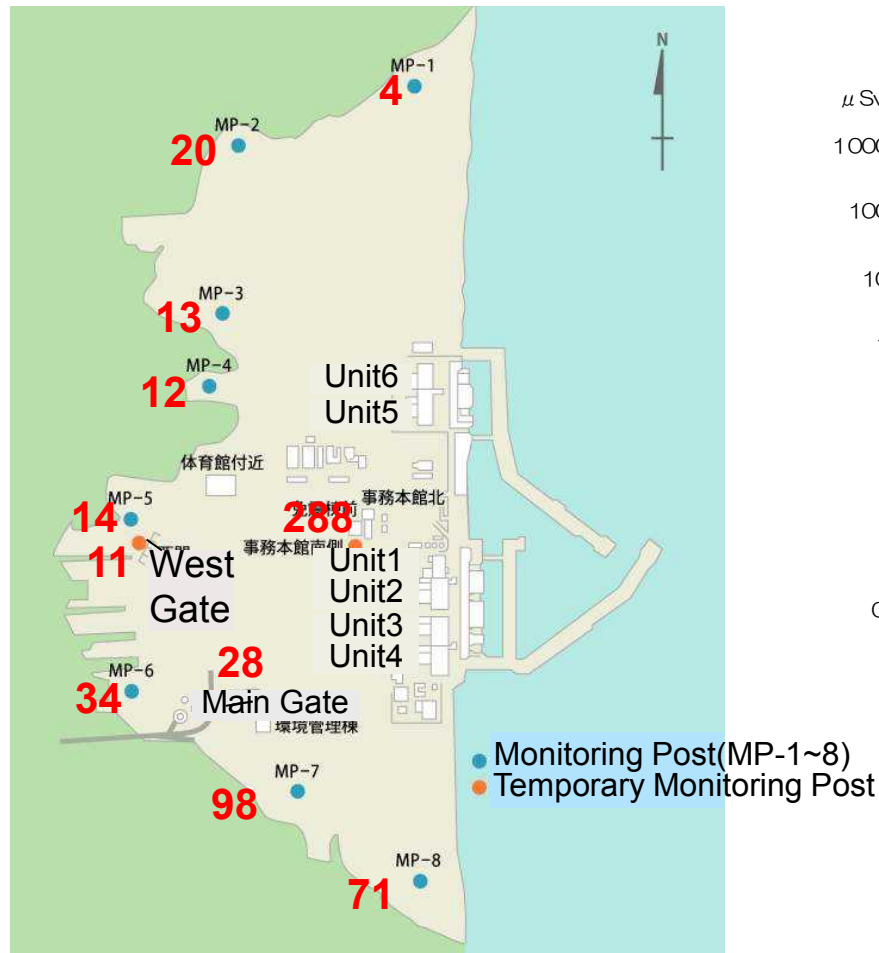 N
MP-1
4
MP-2
20
μSv
MP-3
13
MP-4
12
Unit6
Unit5
体育館付近
MP-5
14
事務本館北
288
11
West
Gate
事務本館南側
Unit1
Unit2
Unit3
Unit4
28
MP-6
34
Main Gate
環境管理棟
Monitoring Post(MP-1~8)
Temporary Monitoring Post
MP-7
98
MP-8
71